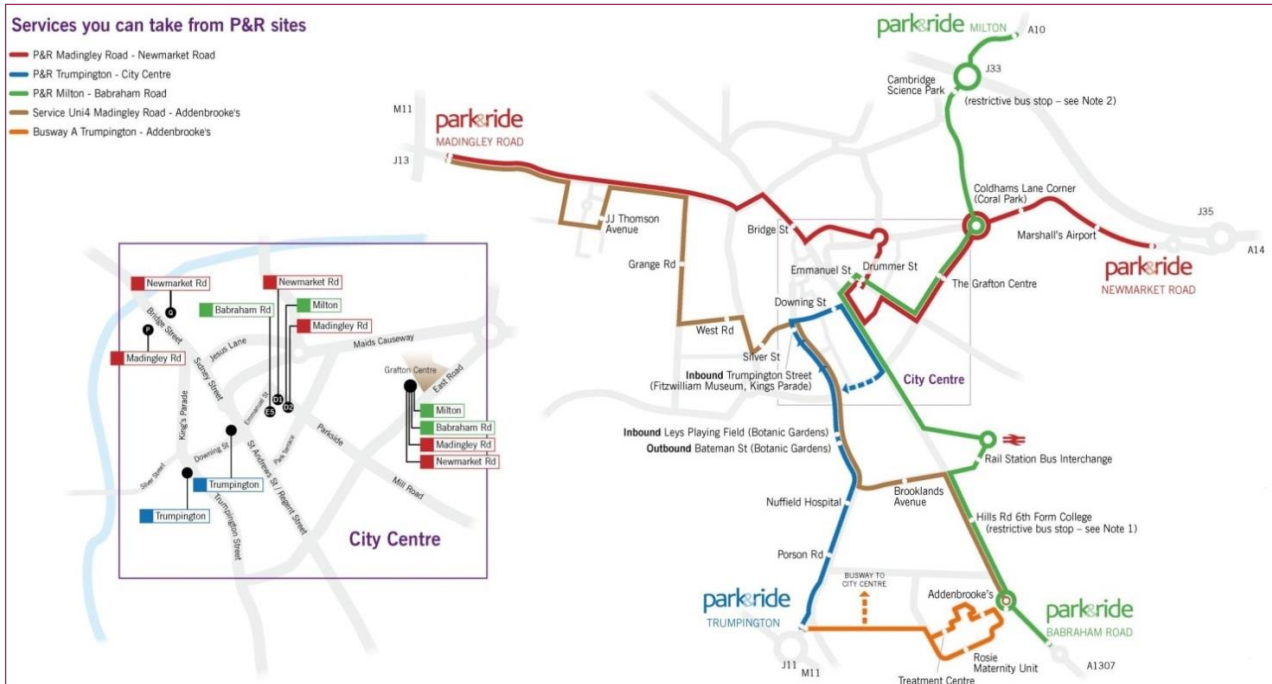 Services you can take from P&R sites
P&R Madingley Road - Newmarket Road
P&R Trumpington - City Centre
P&R Milton - Babraham Road
Service Uni4 Madingley Road - Addenbrooke's
Busway A Trumpington - Addenbrooke's
park&ride MILTON
A10
J33
Cambridge
Science Park
(restrictive bus stop – see Note 2)
M11
J13
park&ride
MADINGLEY ROAD
JJ Thomson
Avenue
Grange Rd
West Rd
Silver St
Bridge St
Emmanuel St
Drummer St
Downing St
Coldhams Lane Corner
(Coral Park)
Marshall's Airport
The Grafton Centre
J35
A14
park&ride
NEWMARKET ROAD
City Centre
Inbound Trumpington Street
(Fitzwilliam Museum, Kings Parade)
Inbound Leys Playing Field (Botanic Gardens)
Outbound Bateman St (Botanic Gardens)
Rail Station Bus Interchange
Nuffield Hospital
Brooklands
Avenue
Hills Rd 6th Form College
(restrictive bus stop – see Note 1)
Porson Rd
BUSWAY TO
CITY CENTRE
Addenbrooke's
park&ride
TRUMPINGTON
park&ride
BABRAHAM ROAD
J11
M11
Rosie
Maternity Unit
Treatment Centre
A1307
Newmarket Rd
Newmarket Rd
Babraham Rd
Milton
Madingley Rd
Q
P
Madingley Rd
Bridge Street
Jesus Lane
Sidney Street
Maids Causeway
King's Parade
Emmanuel St
E5
D1
D2
Grafton Centre
East Road
Milton
Babraham Rd
Madingley Rd
Newmarket Rd
Parkside
Park Terrace
Downing St
Silver Street
St Andrews St / Regent Street
Mill Road
Trumpington
Trumpington
Trumpington Street
City Centre